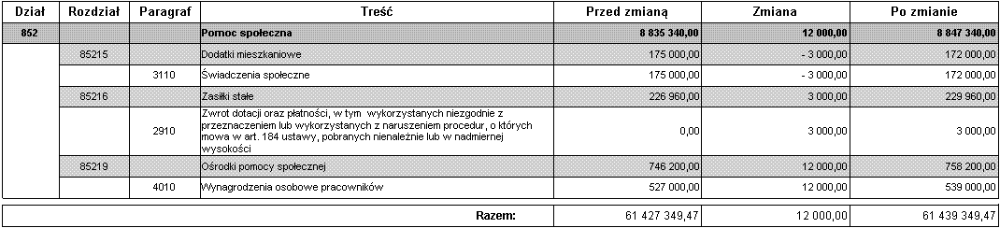 Dział Rozdział Paragraf Treść Przed zmianą Zmiana Po zmianie
852 Pomoc społeczna 8 835 340,00 12 000,00 8 847 340,00
85215 Dodatki mieszkaniowe 175 000,00 - 3 000,00 172 000,00
3110 Świadczenia społeczne 175 000,00 - 3 000,00 172 000,00
85216 Zasiłki stałe 226 960,00 3 000,00 229 960,00
Zwrot dotacji oraz płatności, w tym wykorzystanych niezgodnie z
przeznaczeniem lub wykorzystanych z naruszeniem procedur, o których
2910 mowa w art. 184 ustawy, pobranych nienależnie lub w nadmiernej 0,00 3 000,00 3 000,00
wysokości
85219 Ośrodki pomocy społecznej 746 200,00 12 000,00 758 200,00
4010 Wynagrodzenia osobowe pracowników 527 000,00 12 000,00 539 000,00
Razem: 61 427 349,47 12 000,00 61 439 349,47